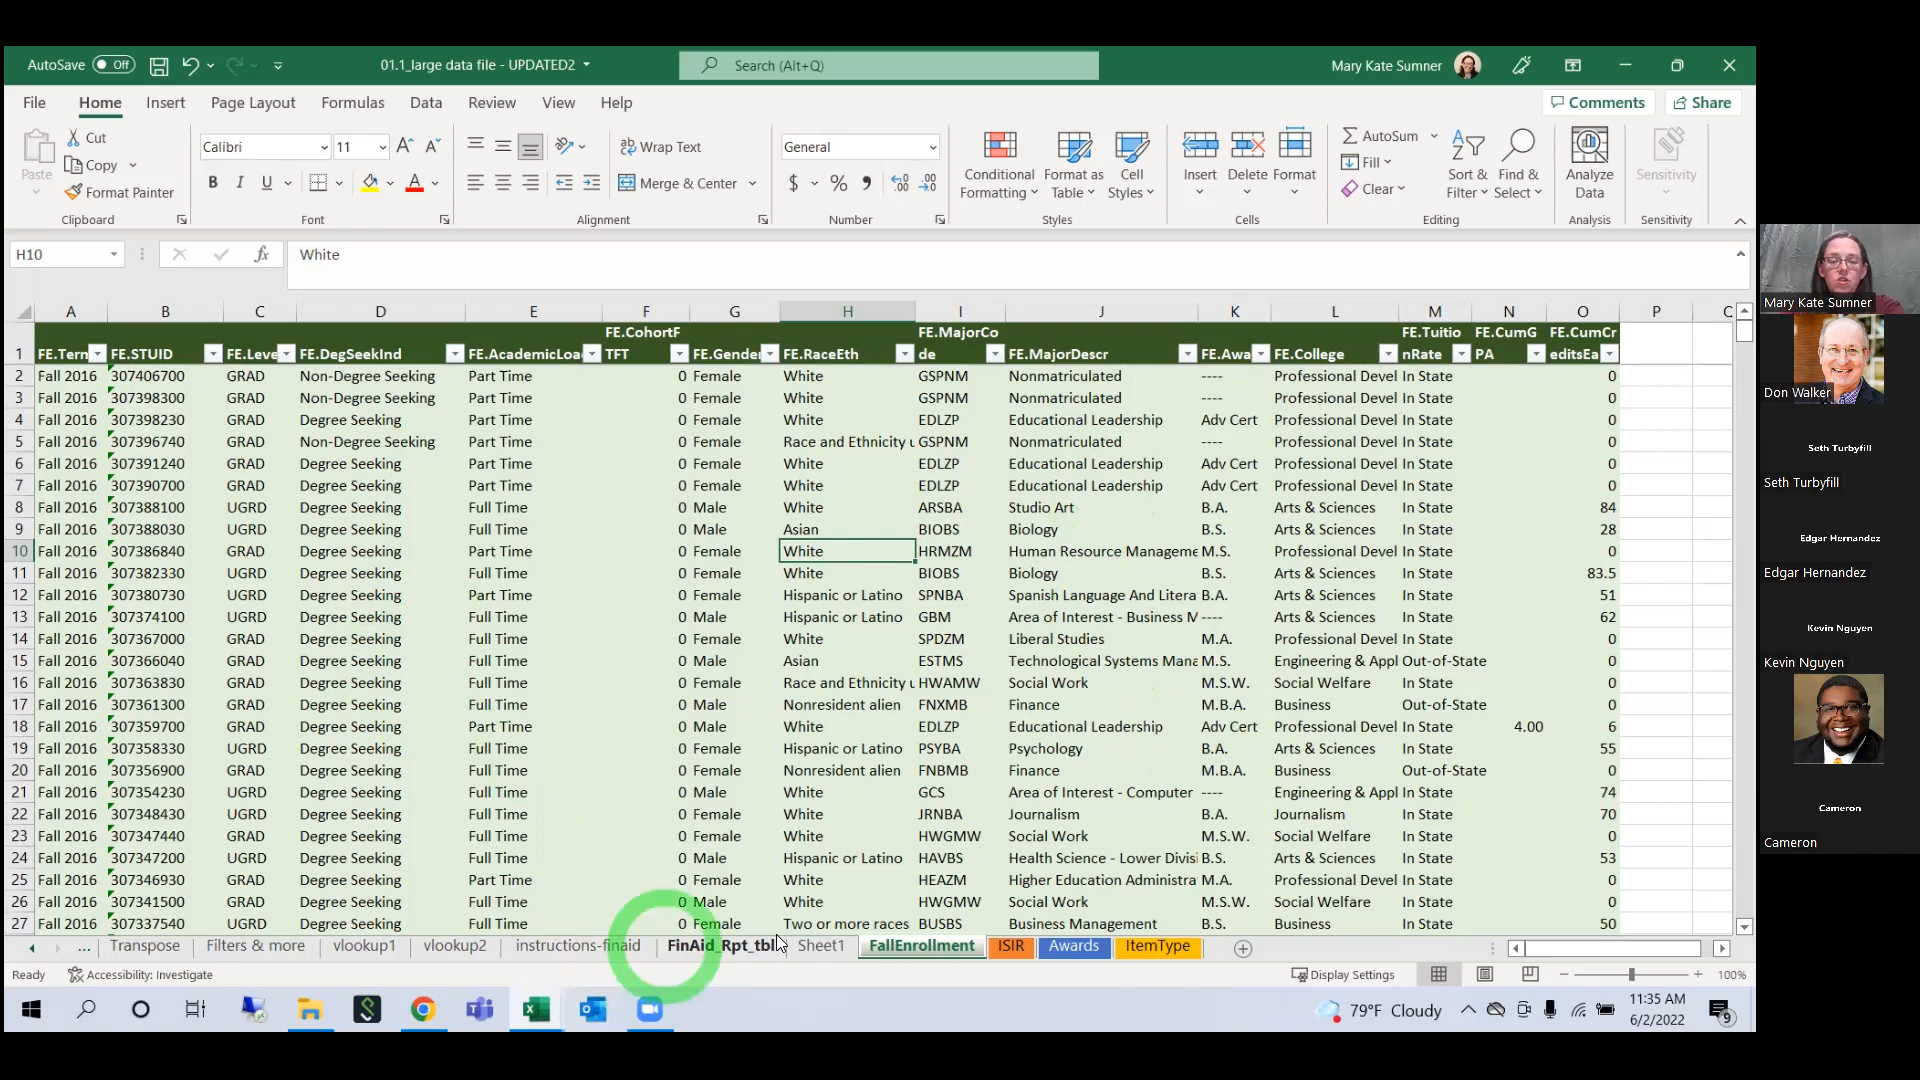 AutoSave Off 01.1_large data file - UPDATED2 Search (Alt+Q) Mary Kate Sumner
File Home Insert Page Layout Formulas Data Review View Help Comments Share
Paste Cut Copy Format Painter Clipboard
Calibri 11 B I U Font
Wrap Text Merge & Center Alignment
General $ % Number
Conditional Formatting Format as Table Cell Styles Styles
Insert Delete Format Cells
AutoSum Fill Clear Sort & Filter Find & Select Editing
Analyze Data Analysis
Sensitivity Sensitivity
H10 fx White
A B C D E F G H I J K L M N O P
1 FE.Tern FE.STUID FE.Leve FE.DegSeekInd FE.AcademicLoa FE.CohortF TFT FE.Gender FE.RaceEth FE.MajorCo de FE.MajorDescr FE.Awa FE.College FE.Tuitio nRate FE.CumG PA FE.CumCr editsEa
2 Fall 2016 307406700 GRAD Non-Degree Seeking Part Time 0 Female White GSPNM Nonmatriculated ---- Professional Devel In State 0
3 Fall 2016 307398300 GRAD Non-Degree Seeking Part Time 0 Female White GSPNM Nonmatriculated ---- Professional Devel In State 0
4 Fall 2016 307398230 GRAD Degree Seeking Part Time 0 Female White EDLZP Educational Leadership Adv Cert Professional Devel In State 0
5 Fall 2016 307396740 GRAD Non-Degree Seeking Part Time 0 Female Race and Ethnicity u GSPNM Nonmatriculated ---- Professional Devel In State 0
6 Fall 2016 307391240 GRAD Degree Seeking Part Time 0 Female White EDLZP Educational Leadership Adv Cert Professional Devel In State 0
7 Fall 2016 307390700 GRAD Degree Seeking Part Time 0 Female White EDLZP Educational Leadership Adv Cert Professional Devel In State 0
8 Fall 2016 307388100 UGRD Degree Seeking Full Time 0 Male White ARSBA Studio Art B.A. Arts & Sciences In State 84
9 Fall 2016 307388030 UGRD Degree Seeking Full Time 0 Male Asian BIOBS Biology B.S. Arts & Sciences In State 28
10 Fall 2016 307386840 GRAD Degree Seeking Part Time 0 Female White HRMZM Human Resource Manageme M.S. Professional Devel In State 0
11 Fall 2016 307382330 UGRD Degree Seeking Full Time 0 Female White BIOBS Biology B.S. Arts & Sciences In State 83.5
12 Fall 2016 307380730 UGRD Degree Seeking Part Time 0 Female Hispanic or Latino SPNBA Spanish Language And Litera B.A. Arts & Sciences In State 51
13 Fall 2016 307374100 UGRD Degree Seeking Full Time 0 Male Hispanic or Latino GBM Area of Interest - Business M ---- Arts & Sciences In State 62
14 Fall 2016 307367000 GRAD Degree Seeking Part Time 0 Female White SPDZM Liberal Studies M.A. Professional Devel In State 0
15 Fall 2016 307366040 GRAD Degree Seeking Full Time 0 Male Asian ESTMS Technological Systems Mana M.S. Engineering & Appl Out-of-State 0
16 Fall 2016 307363830 GRAD Degree Seeking Full Time 0 Female Race and Ethnicity u HWAMW Social Work M.S.W. Social Welfare In State 0
17 Fall 2016 307361300 GRAD Degree Seeking Full Time 0 Male Nonresident alien FNXMB Finance M.B.A. Business Out-of-State 0
18 Fall 2016 307359700 GRAD Degree Seeking Part Time 0 Male White EDLZP Educational Leadership Adv Cert Professional Devel In State 4.00 6
19 Fall 2016 307358330 UGRD Degree Seeking Full Time 0 Female Hispanic or Latino PSYBA Psychology B.A. Arts & Sciences In State 55
20 Fall 2016 307356900 GRAD Degree Seeking Full Time 0 Female Nonresident alien FNBMB Finance M.B.A. Business Out-of-State 0
21 Fall 2016 307354230 UGRD Degree Seeking Full Time 0 Male White GCS Area of Interest - Computer ---- Engineering & Appl In State 74
22 Fall 2016 307348430 UGRD Degree Seeking Full Time 0 Female White JRNBA Journalism B.A. Journalism In State 70
23 Fall 2016 307347440 GRAD Degree Seeking Full Time 0 Female White HWGMW Social Work M.S.W. Social Welfare In State 0
24 Fall 2016 307347200 UGRD Degree Seeking Full Time 0 Male Hispanic or Latino HAVBS Health Science - Lower Divisi B.S. Arts & Sciences In State 53
25 Fall 2016 307346930 GRAD Degree Seeking Part Time 0 Female White HEAZM Higher Education Administra M.A. Professional Devel In State 0
26 Fall 2016 307341500 GRAD Degree Seeking Full Time 0 Male White HWGMW Social Work M.S.W. Social Welfare In State 0
27 Fall 2016 307337540 UGRD Degree Seeking Full Time 0 Female Two or more races BUSBS Business Management B.S. Business In State 50
... Transpose Filters & more vlookup1 vlookup2 instructions-finaid FinAid_Rpt_tbl Sheet1 FallEnrollment ISIR Awards ItemType
Ready Accessibility: Investigate Display Settings 100%
79°F Cloudy 11:35 AM
6/2/2022 9
Mary Kate Sumner
Don Walker
Seth Turbyfill
Seth Turbyfill
Edgar Hernandez
Edgar Hernandez
Kevin Nguyen
Kevin Nguyen
Cameron
Cameron